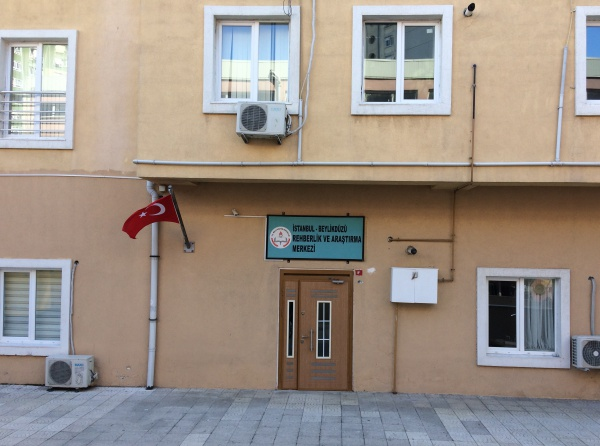 İSTANBUL - BEYLİKDÜZÜ
REHBERLİK VE ARAŞTIRMA
MERKEZİ